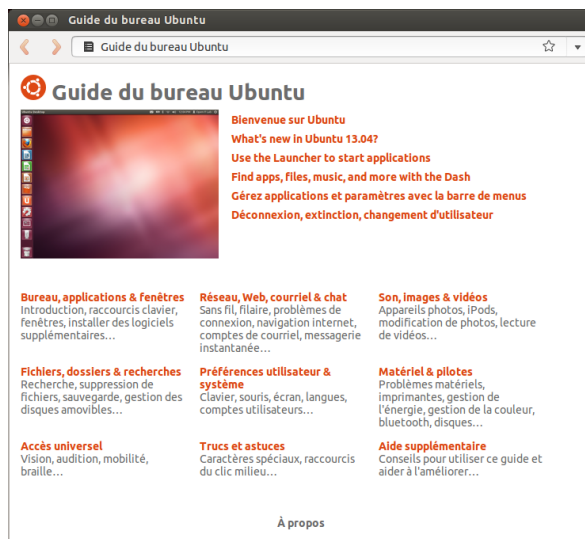 Guide du bureau Ubuntu
Guide du bureau Ubuntu
Guide du bureau Ubuntu
Bienvenue sur Ubuntu
What's new in Ubuntu 13.04?
Use the Launcher to start applications
Find apps, files, music, and more with the Dash
Gérez applications et paramètres avec la barre de menus
Déconnexion, extinction, changement d'utilisateur
Bureau, applications & fenêtres
Introduction, raccourcis clavier,
fenêtres, installer des logiciels
supplémentaires…
Réseau, Web, courriel & chat
Sans fil, filaire, problèmes de
connexion, navigation internet,
comptes de courriel, messagerie
instantanée…
Son, images & vidéos
Appareils photos, iPods,
modification de photos, lecture
de vidéos…
Fichiers, dossiers & recherches
Recherche, suppression de
fichiers, sauvegarde, gestion des
disques amovibles…
Préférences utilisateur &
système
Clavier, souris, écran, langues,
comptes utilisateurs…
Matériel & pilotes
Problèmes matériels,
imprimantes, gestion de
l'énergie, gestion de la couleur,
bluetooth, disques…
Accès universel
Vision, audition, mobilité,
braille…
Trucs et astuces
Caractères spéciaux, raccourcis
du clic milieu…
Aide supplémentaire
Conseils pour utiliser ce guide et
aider à l'améliorer…
À propos